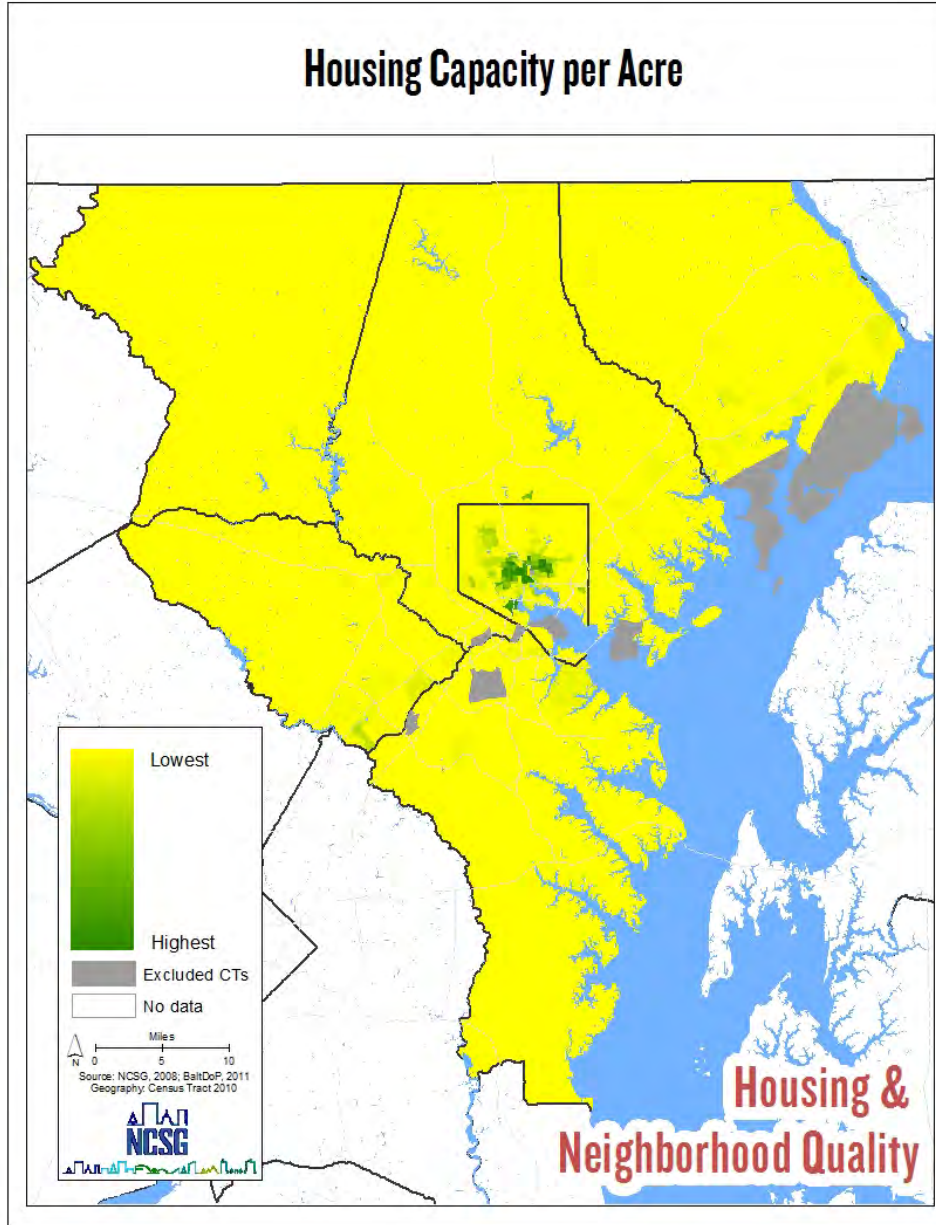 Housing Capacity per Acre
Lowest
Highest
Excluded CTs
No data
Miles
N
0 5 10
Source: NCSG, 2008; BaltDoP, 2011
Geography: Census Tract 2010
NCSG
Housing &
Neighborhood Quality